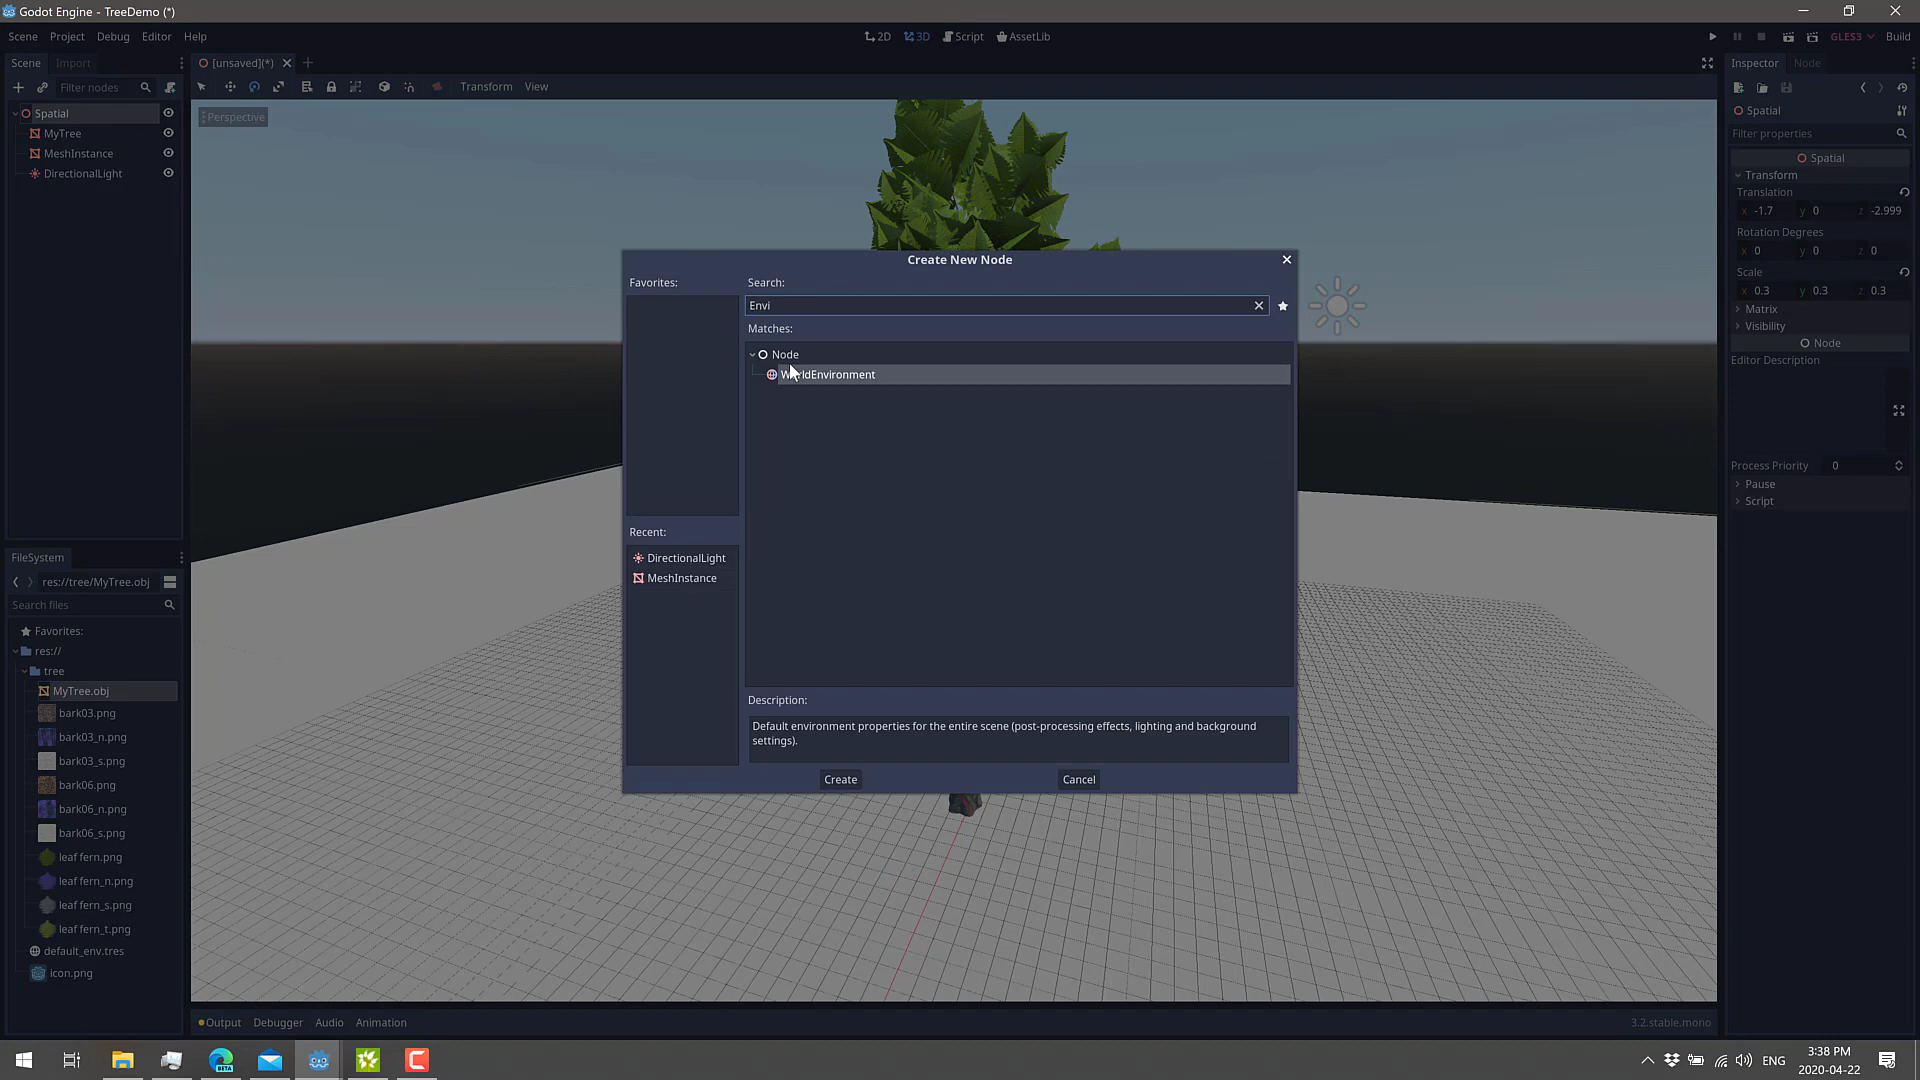 Godot Engine - TreeDemo (*)
Scene Project Debug Editor Help
2D 3D Script AssetLib
GLES3 Build
Scene Import
[unsaved](*)
Inspector Node
Filter nodes
Transform View
Spatial
MyTree
MeshInstance
DirectionalLight
Perspective
Create New Node
Favorites:
Search:
Envi
Matches:
Node
WorldEnvironment
Recent:
DirectionalLight
MeshInstance
Description:
Default environment properties for the entire scene (post-processing effects, lighting and background
settings).
Create Cancel
Spatial
Filter properties
Spatial
Transform
Translation
x -1.7 y 0 z -2.999
Rotation Degrees
x 0 y 0 z 0
Scale
x 0.3 y 0.3 z 0.3
Matrix
Visibility
Node
Editor Description
Process Priority 0
Pause
Script
FileSystem
res://tree/MyTree.obj
Search files
Favorites:
res://
tree
MyTree.obj
bark03.png
bark03_n.png
bark03_s.png
bark06.png
bark06_n.png
bark06_s.png
leaf fern.png
leaf fern_n.png
leaf fern_s.png
leaf fern_t.png
default_env.tres
icon.png
Output Debugger Audio Animation
3.2.stable.mono
BETA
C
ENG
3:38 PM
2020-04-22